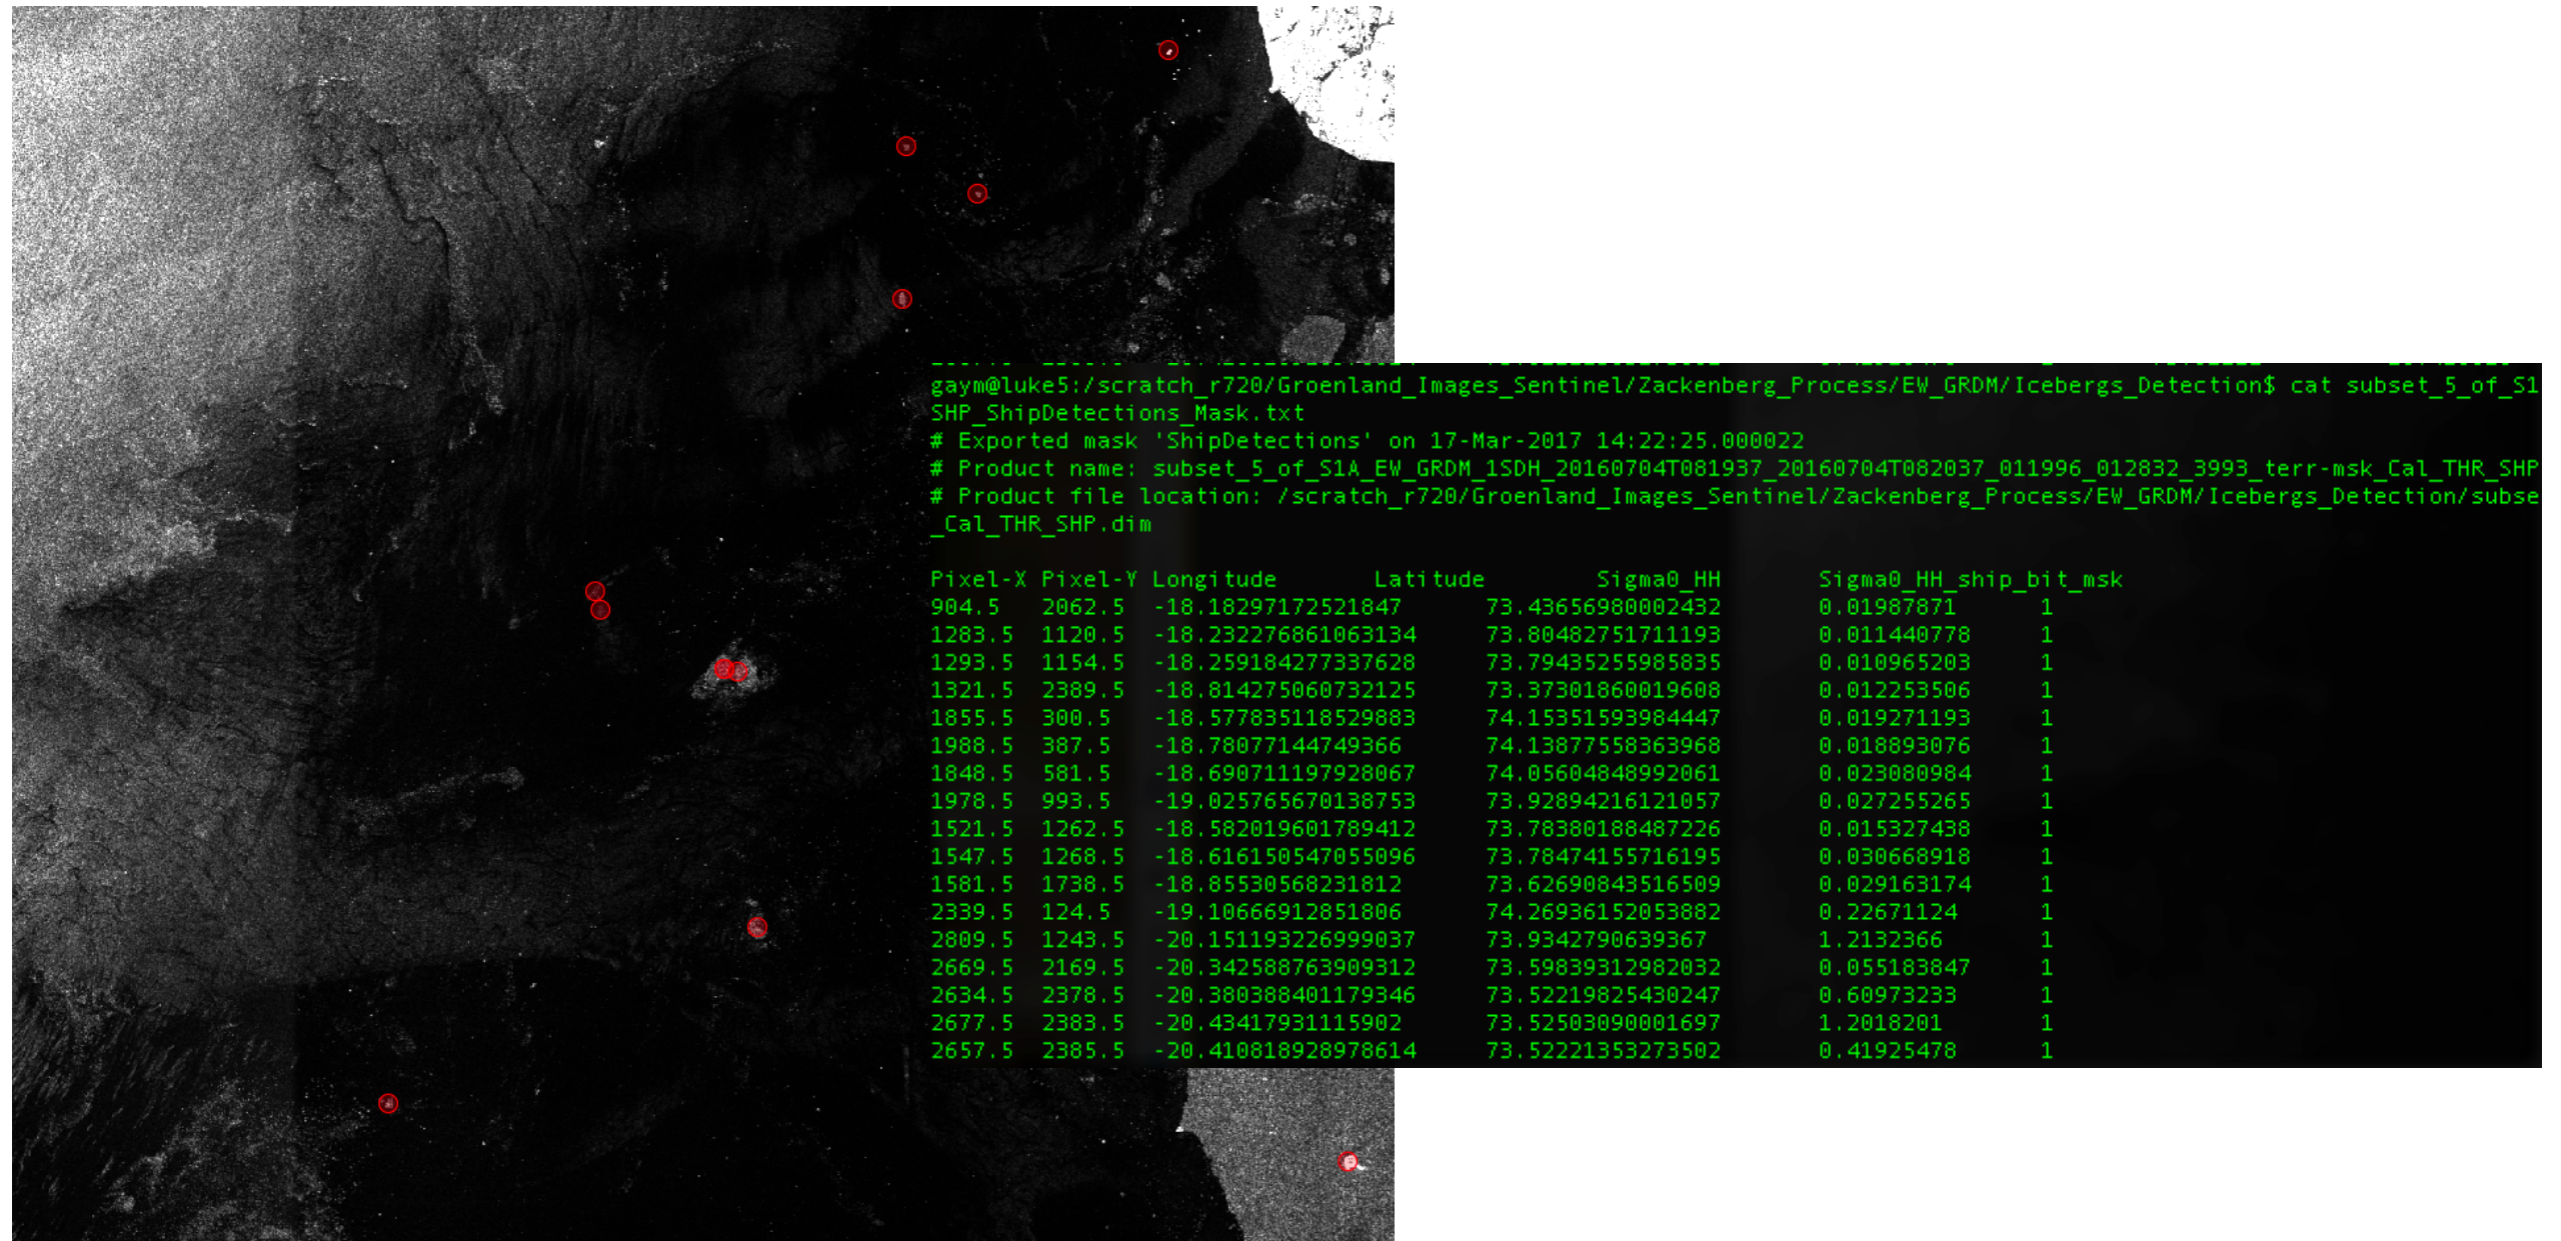 gaym@luke5:/scratch_r720/Groenland_Images_Sentinel/Zackenberg_Process/EW_GRDM/Icebergs_Detection$ cat subset_5_of_S1
SHP_ShipDetections_Mask.txt
# Exported mask 'ShipDetections' on 17-Mar-2017 14:22:25.000022
# Product name: subset_5_of_S1A_EW_GRDM_1SDH_20160704T081937_20160704T082037_011996_012832_3993_terr-msk_Cal_THR_SHP
# Product file location: /scratch_r720/Groenland_Images_Sentinel/Zackenberg_Process/EW_GRDM/Icebergs_Detection/subse
_Cal_THR_SHP.dim
Pixel-X Pixel-Y Longitude Latitude Sigma0_HH Sigma0_HH_ship_bit_msk
904.5 2062.5 -18.18297172521847 73.43656980002432 0.01987871 1
1283.5 1120.5 -18.232276861063134 73.80482751711193 0.011440778 1
1293.5 1154.5 -18.259184277337628 73.79435255985835 0.010965203 1
1321.5 2389.5 -18.814275060732125 73.37301860019608 0.012253506 1
1855.5 300.5 -18.577835118529883 74.15351593984447 0.019271193 1
1988.5 387.5 -18.78077144749366 74.13877558363968 0.018893076 1
1848.5 581.5 -18.690711197928067 74.05604848992061 0.023080984 1
1978.5 993.5 -19.025765670138753 73.92894216121057 0.027255265 1
1521.5 1262.5 -18.582019601789412 73.78380188487226 0.015327438 1
1547.5 1268.5 -18.616150547055096 73.78474155716195 0.030668918 1
1581.5 1738.5 -18.85530568231812 73.62690843516509 0.029163174 1
2339.5 124.5 -19.10666912851806 74.26936152053882 0.22671124 1
2809.5 1243.5 -20.151193226999037 73.9342790639367 1.2132366 1
2669.5 2169.5 -20.342588763909312 73.59839312982032 0.055183847 1
2634.5 2378.5 -20.380388401179346 73.52219825430247 0.60973233 1
2677.5 2383.5 -20.43417931115902 73.52503090001697 1.2018201 1
2657.5 2385.5 -20.410818928978614 73.52221353273502 0.41925478 1